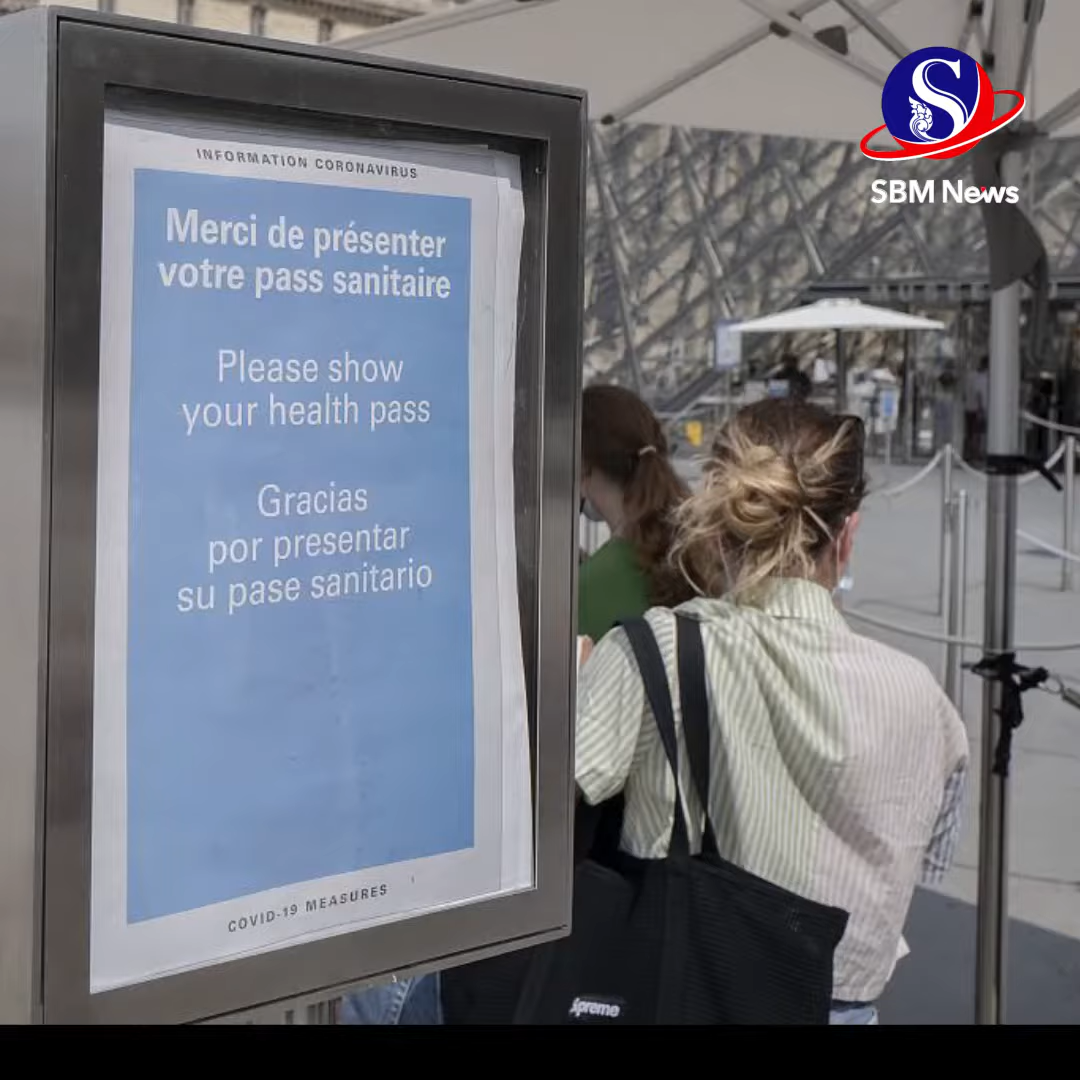 INFORMATION CORONAVIRUS
Merci de présenter
votre pass sanitaire
Please show
your health pass
Gracias
por presentar
su pase sanitario
COVID-19 MEASURES
S
SBM News
preme